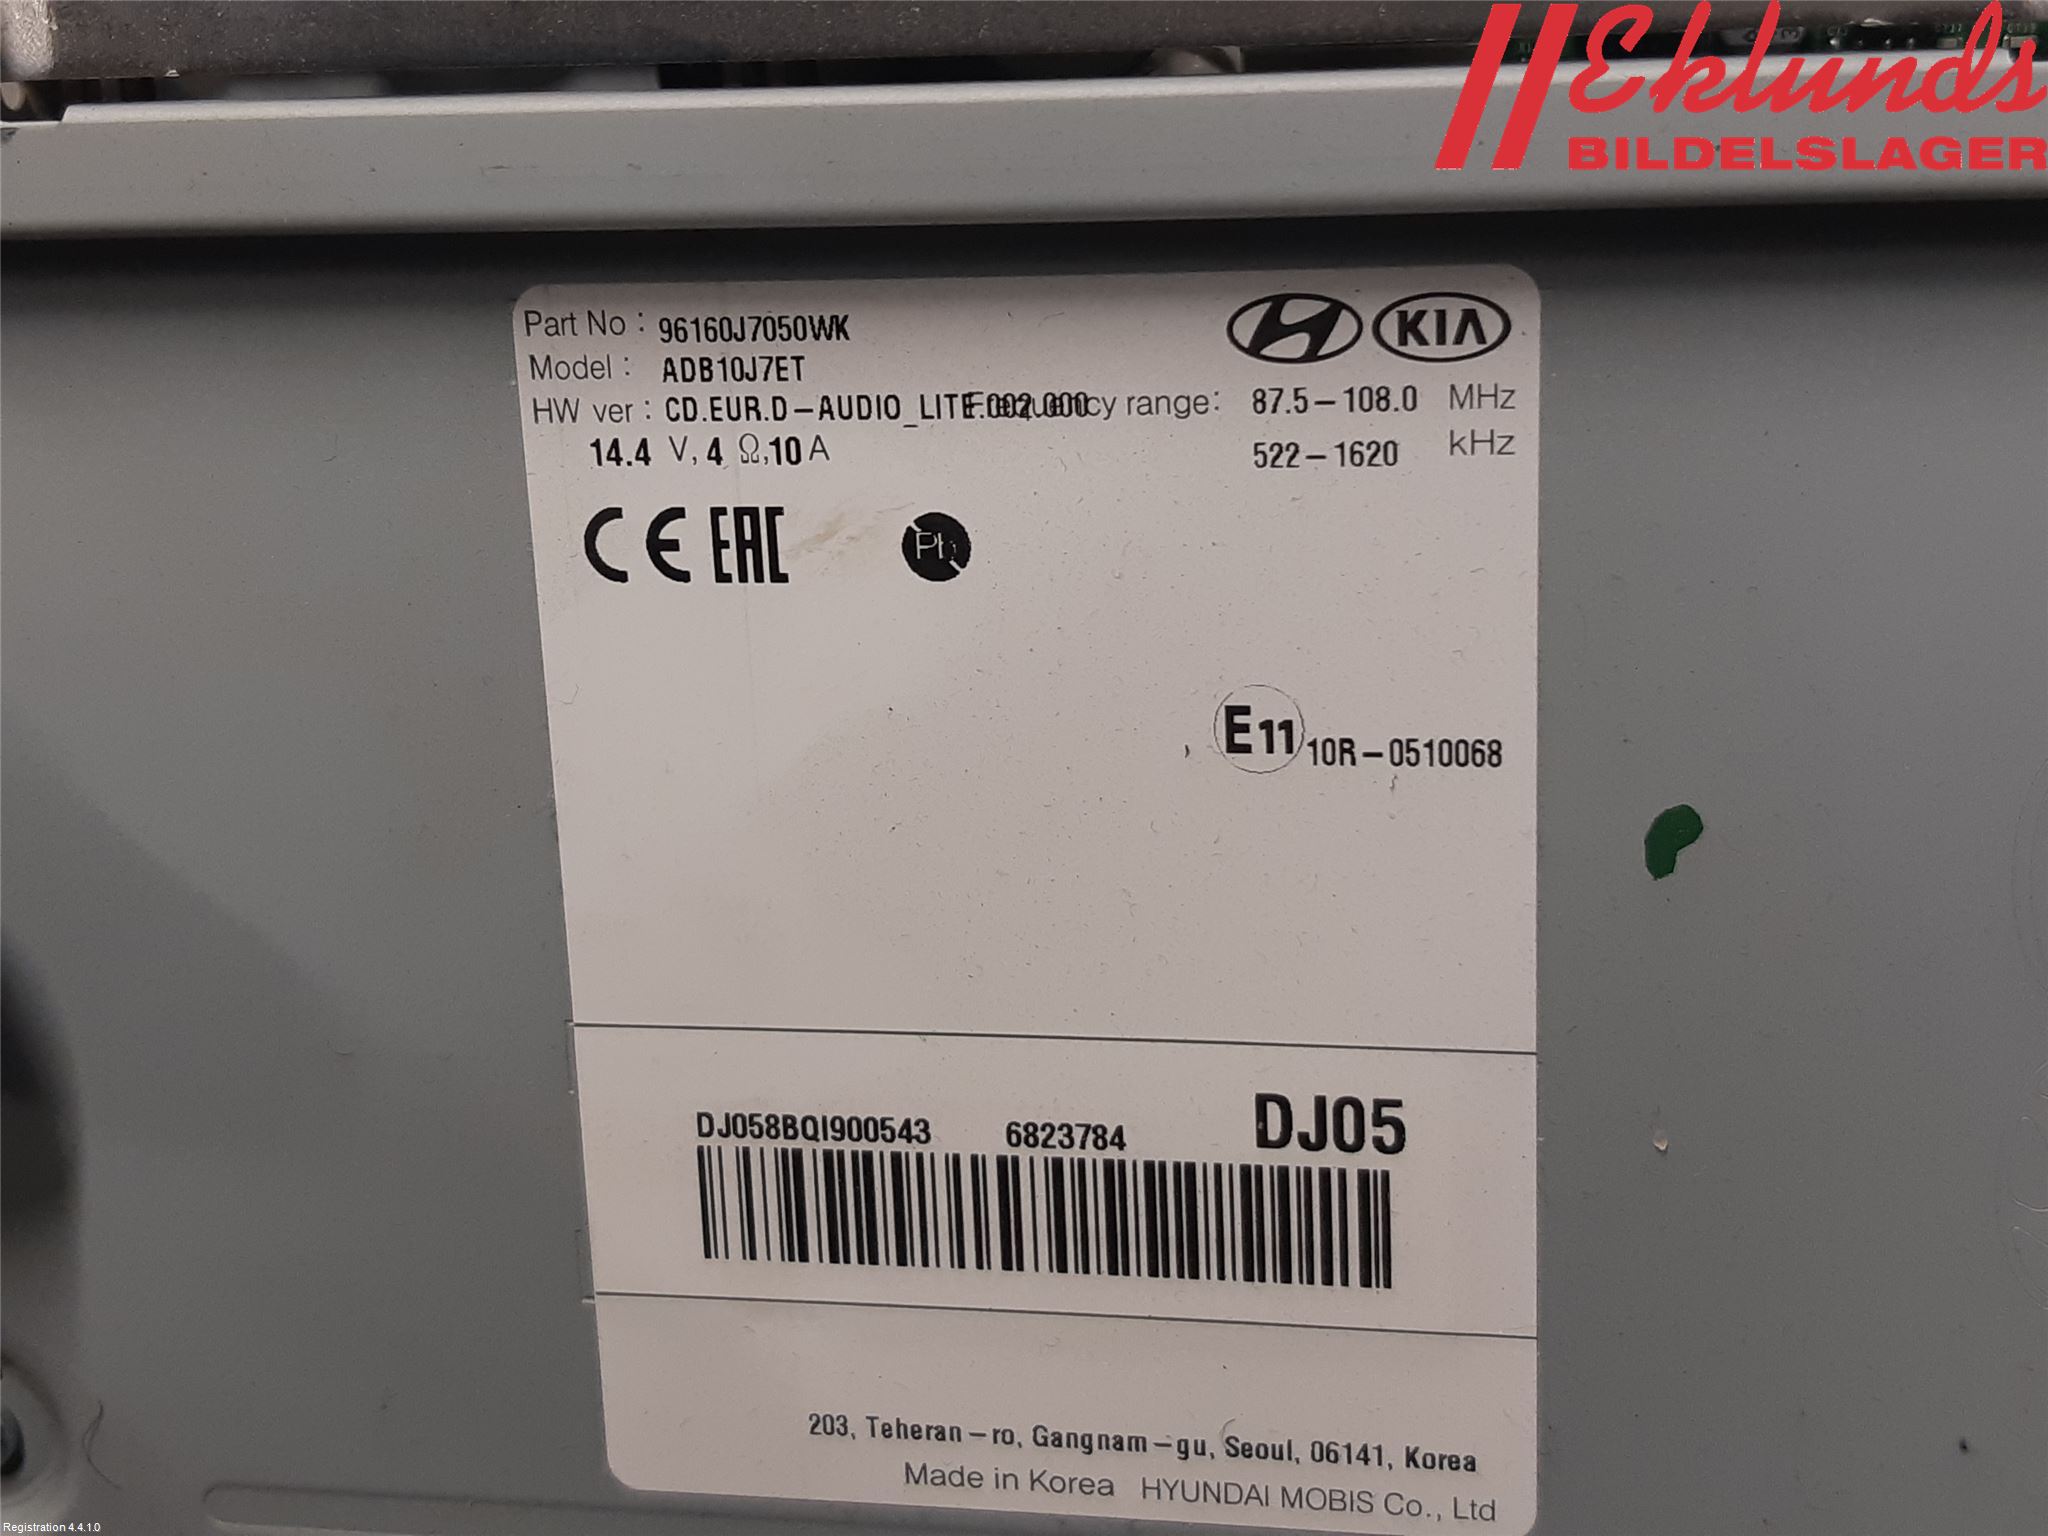 Eklunds
BILDELSLAGER
Part No : 96160J7050WK
KIA
Model : ADB10J7ET
HW ver : CD.EUR.D-AUDIO_LITE.002.000
Frequency range: 87.5-108.0 MHz
14.4 V, 4 Ω,10 A
522-1620 kHz
CE EAC
E11 10R-0510068
DJ058BQI900543 6823784 DJ05
203, Teheran-ro, Gangnam-gu, Seoul, 06141, Korea
Made in Korea HYUNDAI MOBIS Co., Ltd
Registration 4.4.1.0